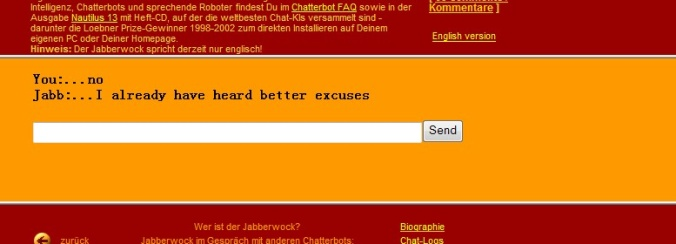 Intelligenz, Chatterbots und sprechende Roboter findest Du im Chatterbot FAQ sowie in der
Ausgabe Nautilus 13 mit Heft-CD, auf der die weltbesten Chat-KIs versammelt sind -
darunter die Loebner Prize-Gewinner 1998-2002 zum direkten Installieren auf Deinem
eigenen PC oder Deiner Homepage.
Hinweis: Der Jabberwock spricht derzeit nur englisch!
Kommentare ]
English version
You:...no
Jabb:...I already have heard better excuses
Send
Wer ist der Jabberwock?
Biographie
zurück
Jabberwock im Gespräch mit anderen Chatterbots:
Chat-Logs